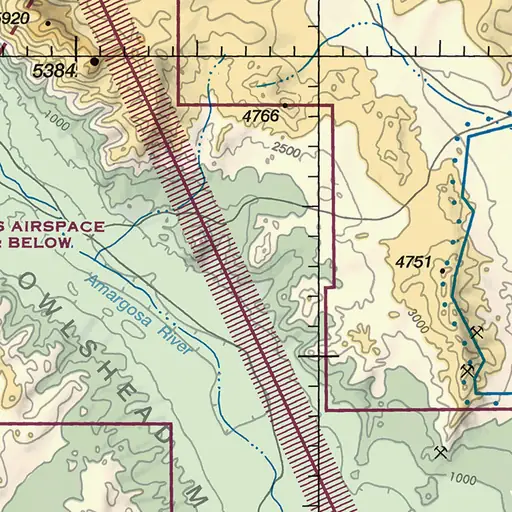 5920
5384
1000
4766
2500
S AIRSPACE
R BELOW.
4751
Amargosa River
3000
OWLSHEAD M
1000